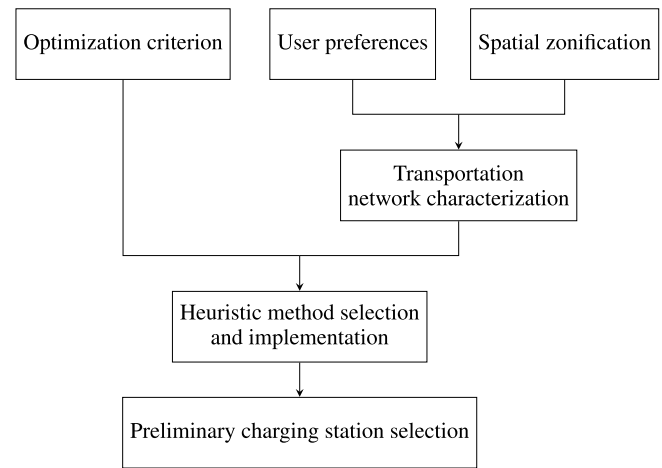 Optimization criterion
User preferences
Spatial zonification
Transportation
network characterization
Heuristic method selection
and implementation
Preliminary charging station selection